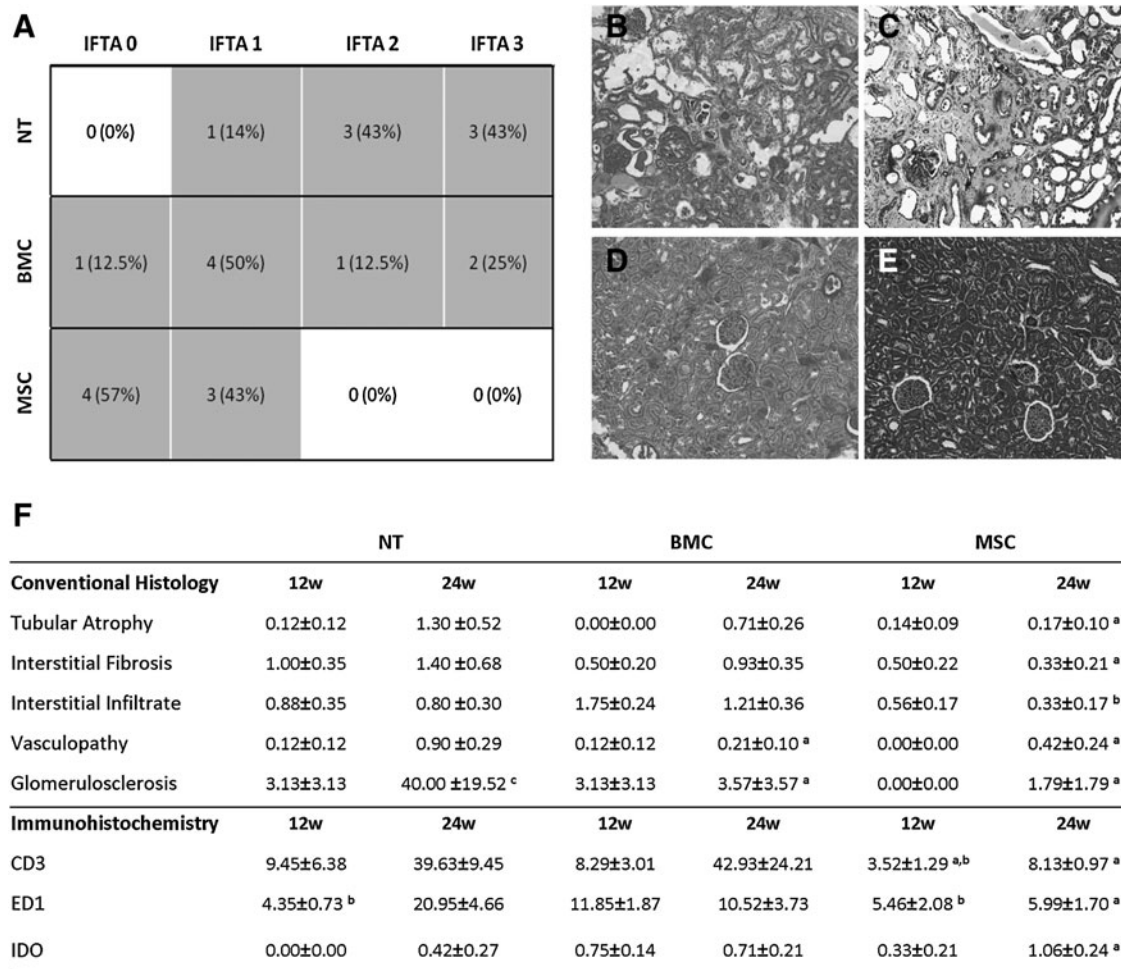 A
IFTA 0 IFTA 1 IFTA 2 IFTA 3
NT 0 (0%) 1 (14%) 3 (43%) 3 (43%)
BMC 1 (12.5%) 4 (50%) 1 (12.5%) 2 (25%)
MSC 4 (57%) 3 (43%) 0 (0%) 0 (0%)
B
C
D
E
F
NT BMC MSC
Conventional Histology 12w 24w 12w 24w 12w 24w
Tubular Atrophy 0.12±0.12 1.30 ±0.52 0.00±0.00 0.71±0.26 0.14±0.09 0.17±0.10 a
Interstitial Fibrosis 1.00±0.35 1.40 ±0.68 0.50±0.20 0.93±0.35 0.50±0.22 0.33±0.21 a
Interstitial Infiltrate 0.88±0.35 0.80 ±0.30 1.75±0.24 1.21±0.36 0.56±0.17 0.33±0.17 b
Vasculopathy 0.12±0.12 0.90 ±0.29 0.12±0.12 0.21±0.10 a 0.00±0.00 0.42±0.24 a
Glomerulosclerosis 3.13±3.13 40.00 ±19.52 c 3.13±3.13 3.57±3.57 a 0.00±0.00 1.79±1.79 a
Immunohistochemistry 12w 24w 12w 24w 12w 24w
CD3 9.45±6.38 39.63±9.45 8.29±3.01 42.93±24.21 3.52±1.29 a,b 8.13±0.97 a
ED1 4.35±0.73 b 20.95±4.66 11.85±1.87 10.52±3.73 5.46±2.08 b 5.99±1.70 a
IDO 0.00±0.00 0.42±0.27 0.75±0.14 0.71±0.21 0.33±0.21 1.06±0.24 a